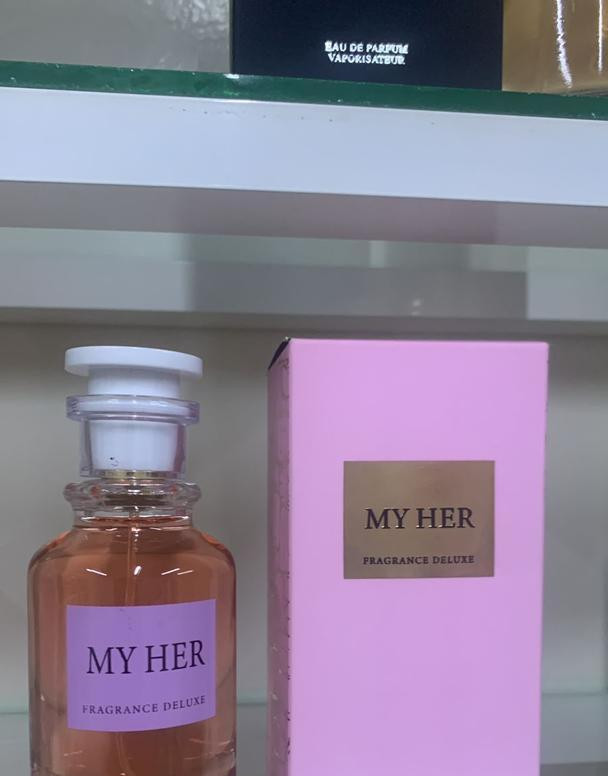 EAU DE PARFUM
VAPORISATEUR
MY HER
FRAGRANCE DELUXE
MY HER
FRAGRANCE DELUXE